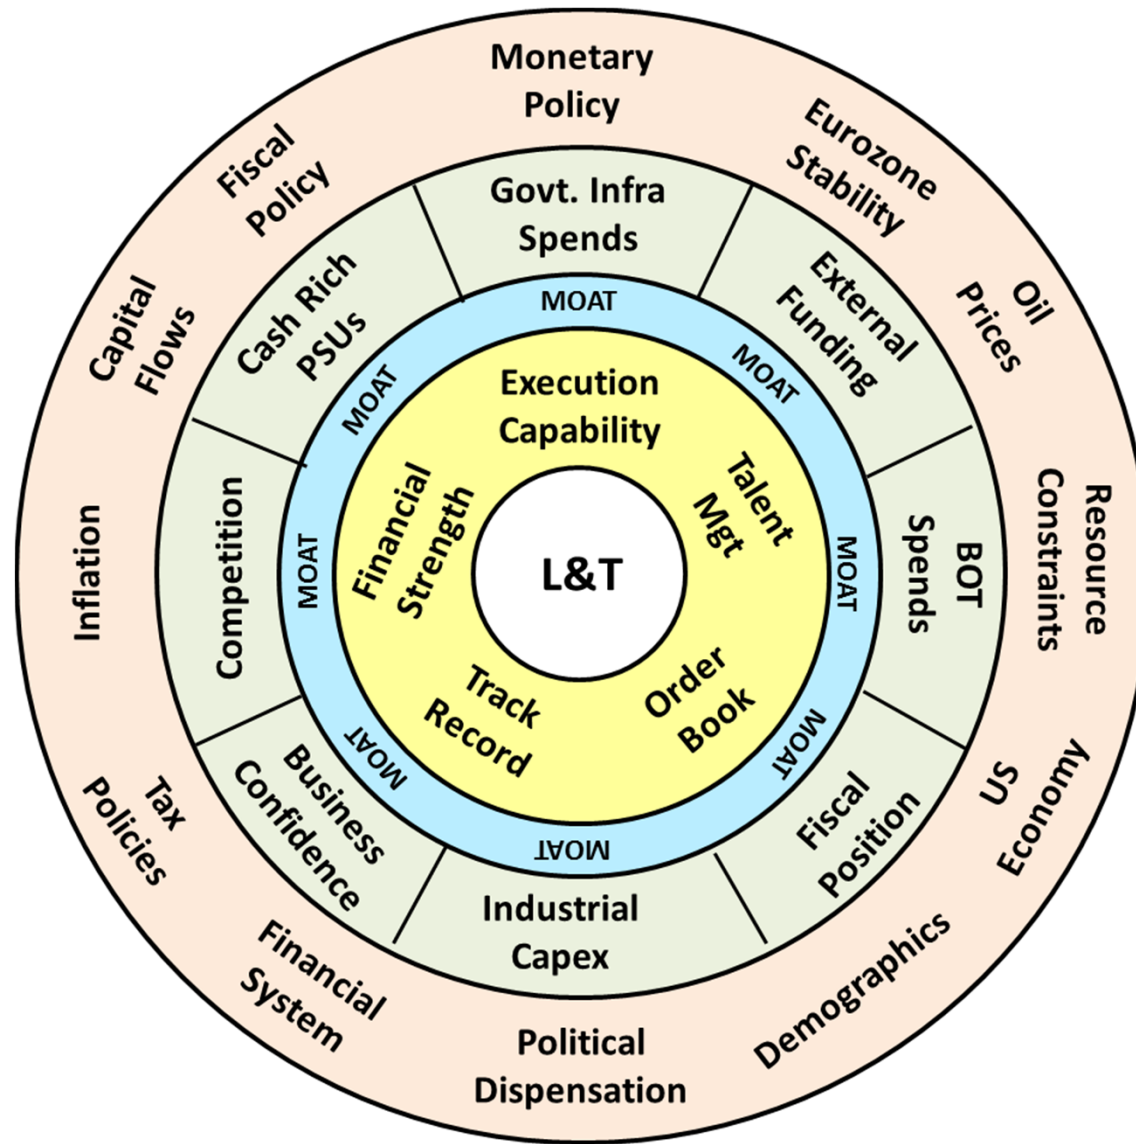 Monetary
Policy
Eurozone
Stability
Oil
Prices
Resource
Constraints
US
Economy
Demographics
Political
Dispensation
Financial
System
Tax
Policies
Inflation
Capital
Flows
Fiscal
Policy
Govt. Infra
Spends
External
Funding
BOT
Spends
Fiscal
Position
Industrial
Capex
Business
Confidence
Competition
Cash Rich
PSUs
MOAT
MOAT
MOAT
MOAT
MOAT
MOAT
MOAT
MOAT
Execution
Capability
Talent
Mgt
Order
Book
Track
Record
Financial
Strength
L&T